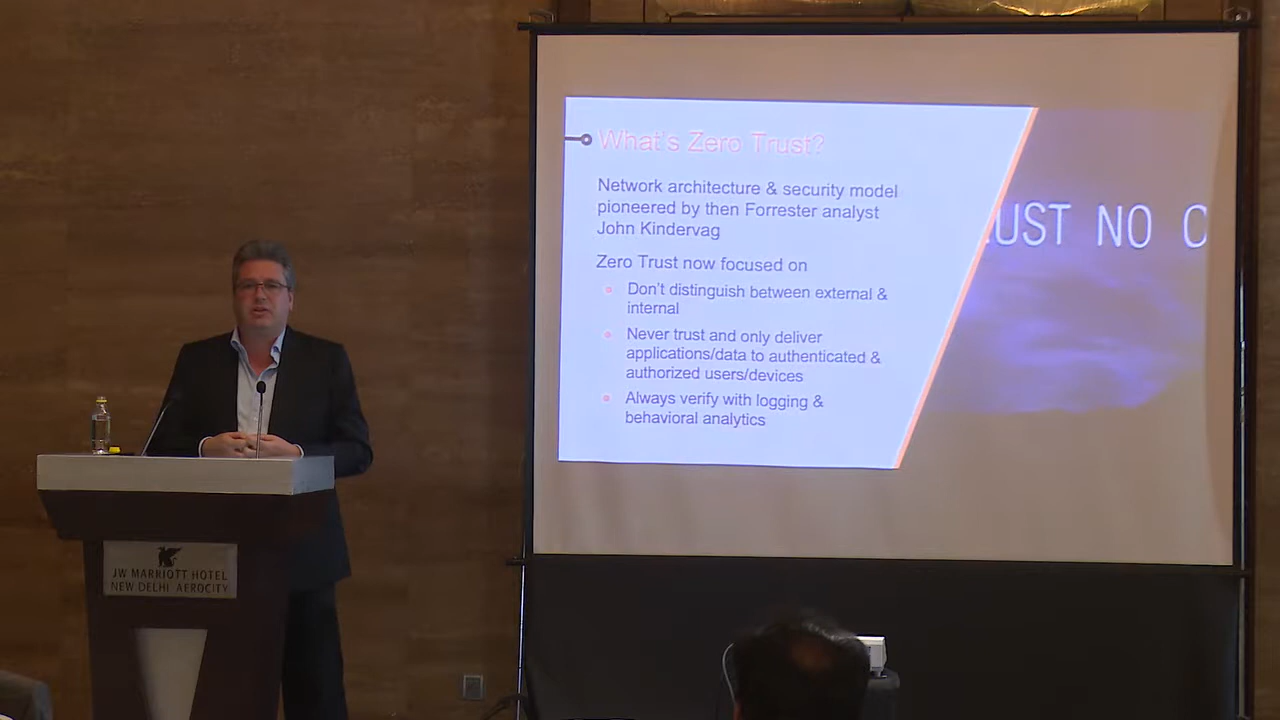 What's Zero Trust?
Network architecture & security model
pioneered by then Forrester analyst
John Kindervag
Zero Trust now focused on
Don't distinguish between external &
internal
Never trust and only deliver
applications/data to authenticated &
authorized users/devices
Always verify with logging &
behavioral analytics
UST NO
JW MARRIOTT HOTEL
NEW DELHI AEROCITY